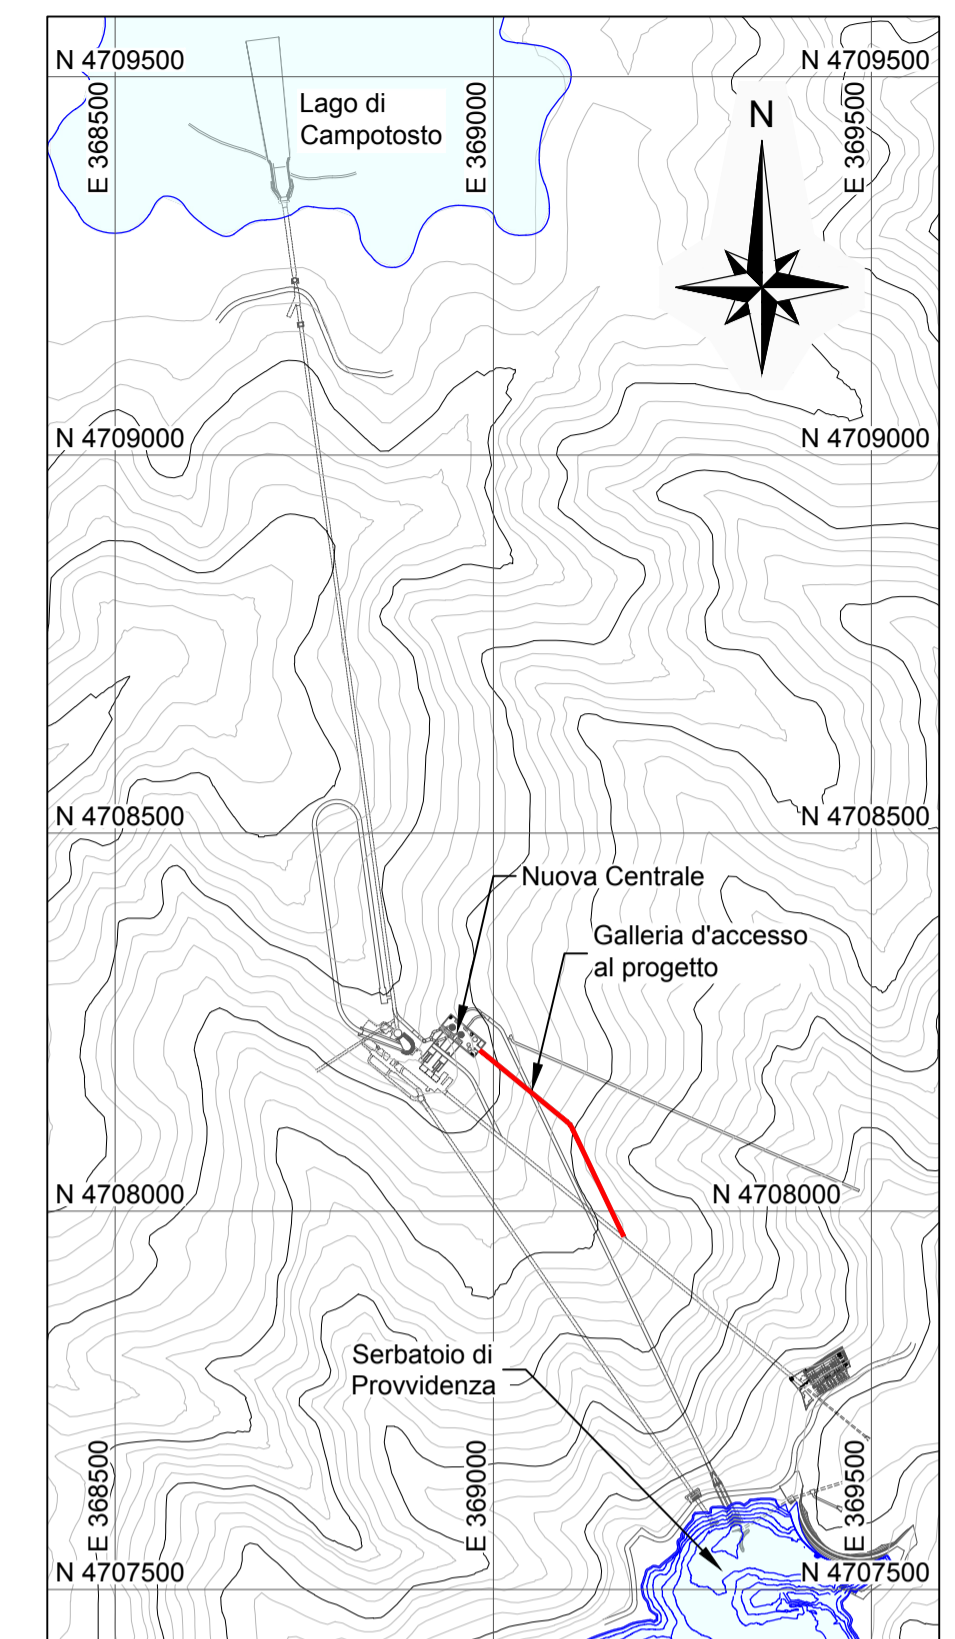 N 4709500
N 4709500
E 368500
E 369000
E 369500
Lago di
Campotosto
N
N 4709000
N 4709000
N 4708500
N 4708500
Nuova Centrale
Galleria d'accesso
al progetto
N 4708000
N 4708000
Serbatoio di
Provvidenza
E 368500
E 369000
E 369500
N 4707500
N 4707500